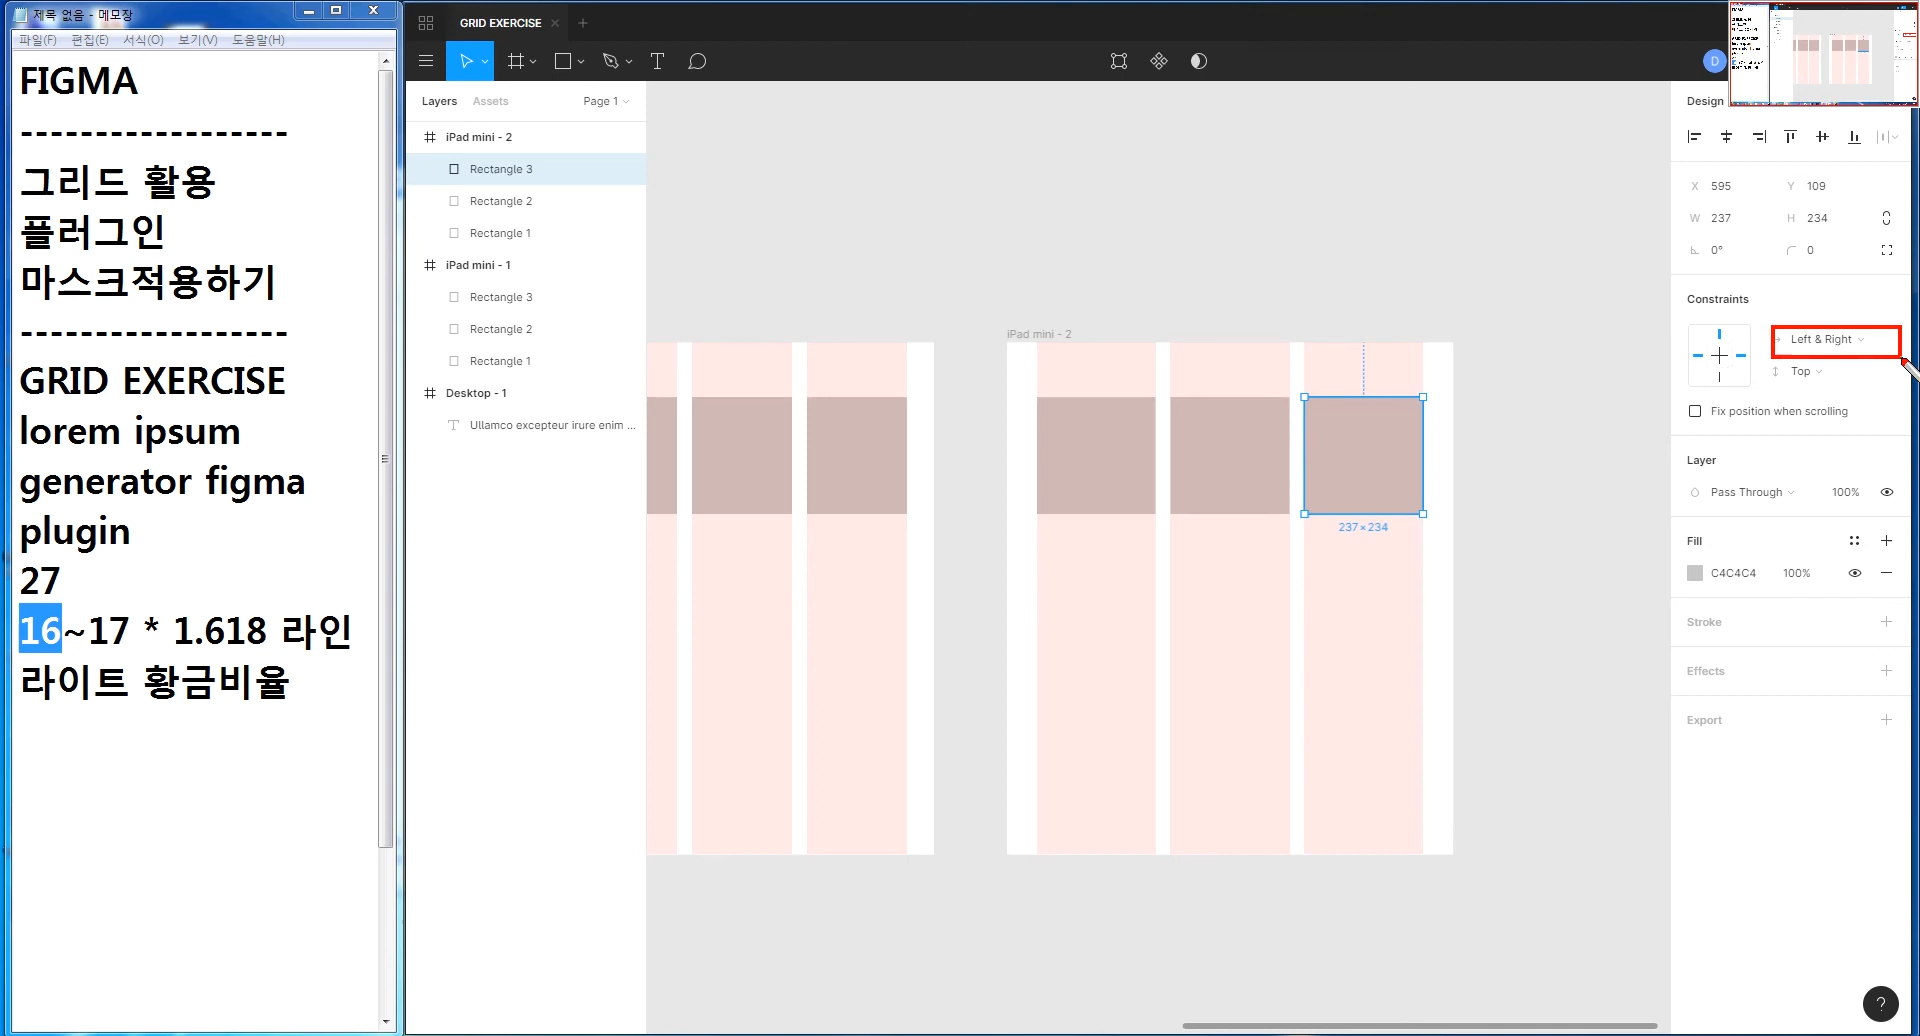 제목 없음 - 메모장
파일(F) 편집(E) 서식(O) 보기(V) 도움말(H)
FIGMA
------------------
그리드 활용
플러그인
마스크적용하기
------------------
GRID EXERCISE
lorem ipsum
generator figma
plugin
27
16~17 * 1.618 라인
라이트 황금비율
GRID EXERCISE
D
Layers Assets Page 1
iPad mini - 2
Rectangle 3
Rectangle 2
Rectangle 1
iPad mini - 1
Rectangle 3
Rectangle 2
Rectangle 1
Desktop - 1
Ullamco excepteur irure enim ...
iPad mini - 2
237 × 234
Design
X 595 Y 109
W 237 H 234
0° 0
Constraints
Left & Right
Top
Fix position when scrolling
Layer
Pass Through 100%
Fill
C4C4C4 100%
Stroke
Effects
Export
?